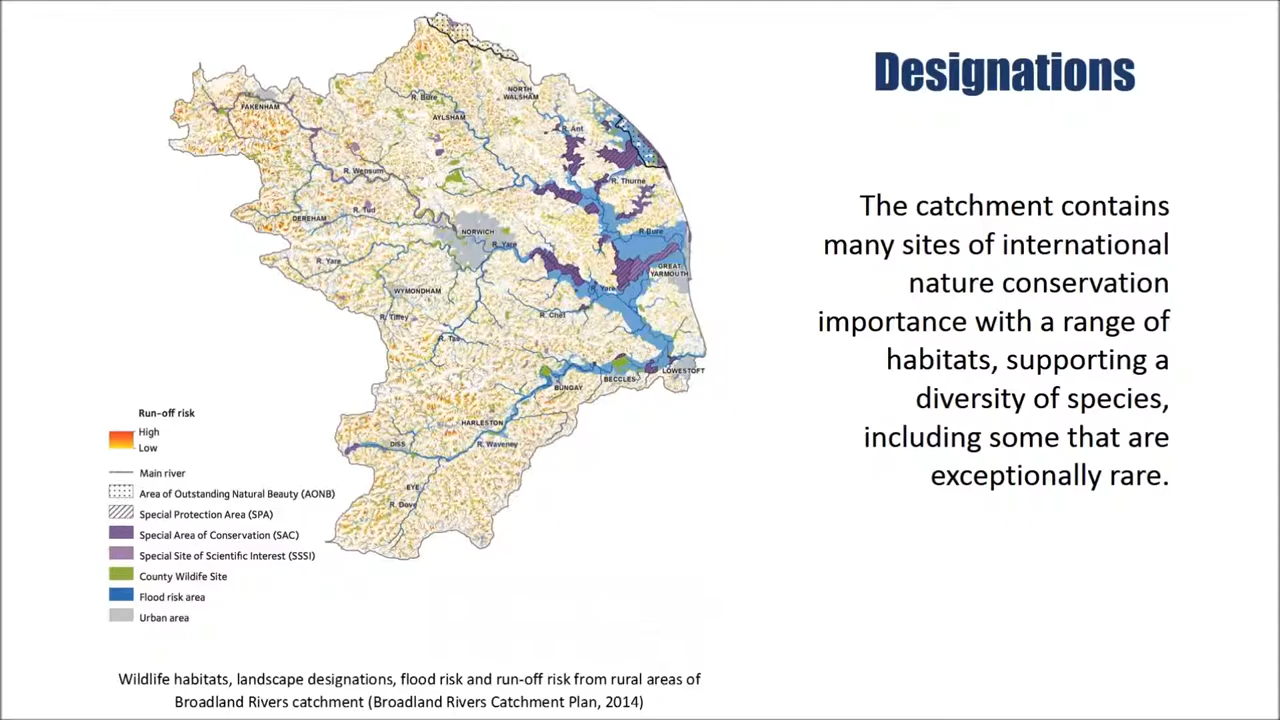 Designations
The catchment contains
many sites of international
nature conservation
importance with a range of
habitats, supporting a
diversity of species,
including some that are
exceptionally rare.
FAKENHAM
R. Bure
AYLSHAM
NORTH
WALSHAM
R. Ant
R. Wensum
R. Thurne
R. Tud
DEREHAM
NORWICH
R.Bure
R. Yare
R. Yare
GREAT
YARMOUTH
WYMONDHAM
R. Yare
R. Tiffey
R. Chet
R. Tas
LOWESTOFT
BECCLES
BUNGAY
HARLESTON
DISS
R. Waveney
EYE
R. Dove
Run-off risk
High
Low
Main river
Area of Outstanding Natural Beauty (AONB)
Special Protection Area (SPA)
Special Area of Conservation (SAC)
Special Site of Scientific Interest (SSSI)
County Wildlife Site
Flood risk area
Urban area
Wildlife habitats, landscape designations, flood risk and run-off risk from rural areas of
Broadland Rivers catchment (Broadland Rivers Catchment Plan, 2014)